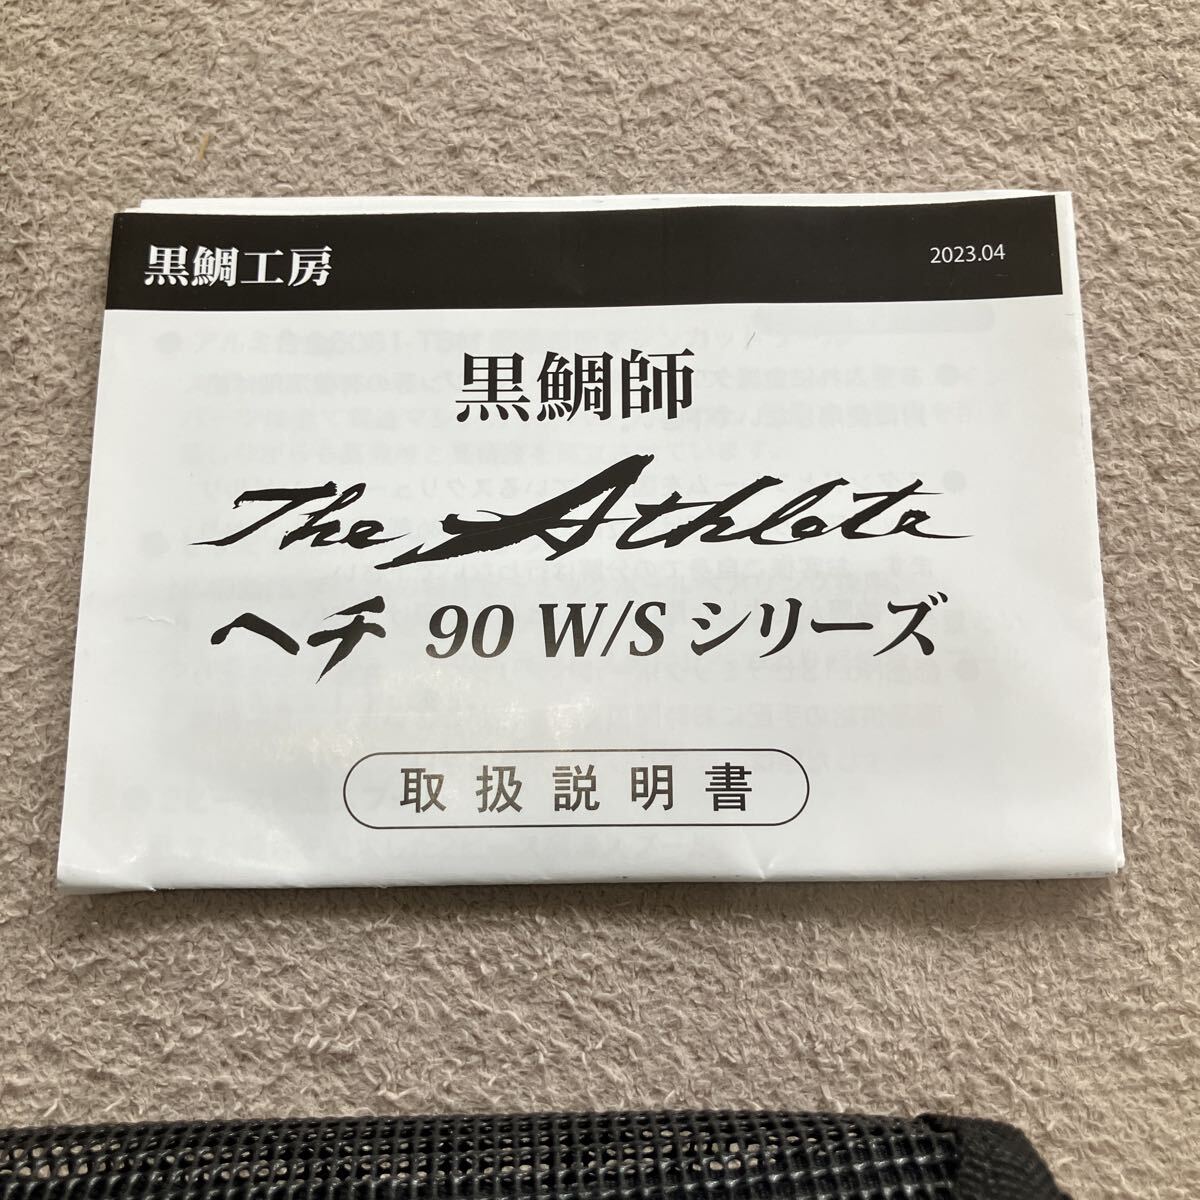 黒鯛工房
2023.04
黒鯛師
The Athlete
ヘチ 90 W/S シリーズ
取扱説明書